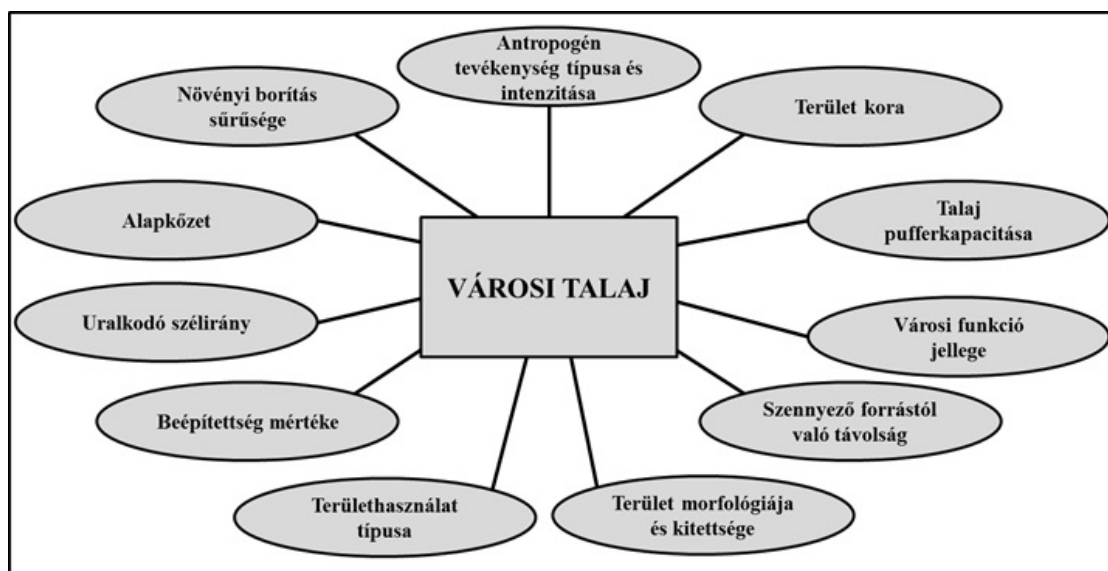 Antropogén
tevékenység típusa és
intenzitása
Növényi borítás
sűrűsége
Terület kora
Alapkőzet
Talaj
pufferkapacitása
VÁROSI TALAJ
Uralkodó szélirány
Városi funkció
jellege
Beépítettség mértéke
Szennyező forrástól
való távolság
Területhasználat
típusa
Terület morfológiája
és kitettsége